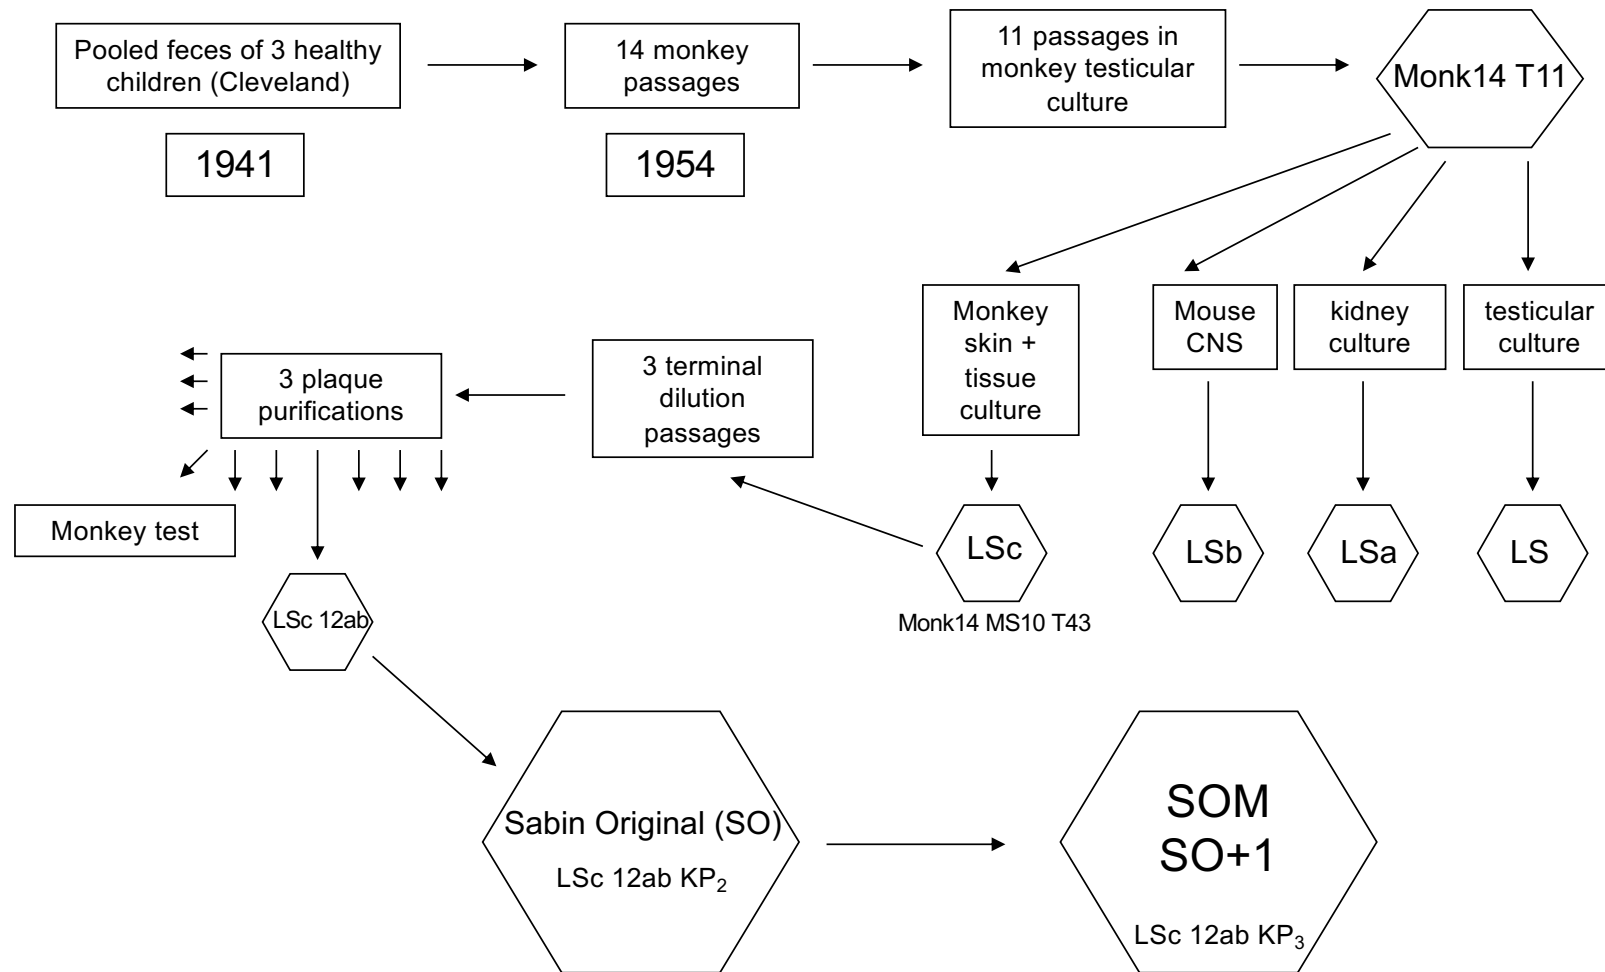 Pooled feces of 3 healthy
children (Cleveland)
14 monkey
passages
11 passages in
monkey testicular
culture
Monk14 T11
1941
1954
Monkey
skin +
tissue
culture
Mouse
CNS
kidney
culture
testicular
culture
3 terminal
dilution
passages
3 plaque
purifications
Monkey test
LSc
LSb
LSa
LS
Monk14 MS10 T43
LSc 12ab
Sabin Original (SO)
LSc 12ab KP₂
SOM
SO+1
LSc 12ab KP₃